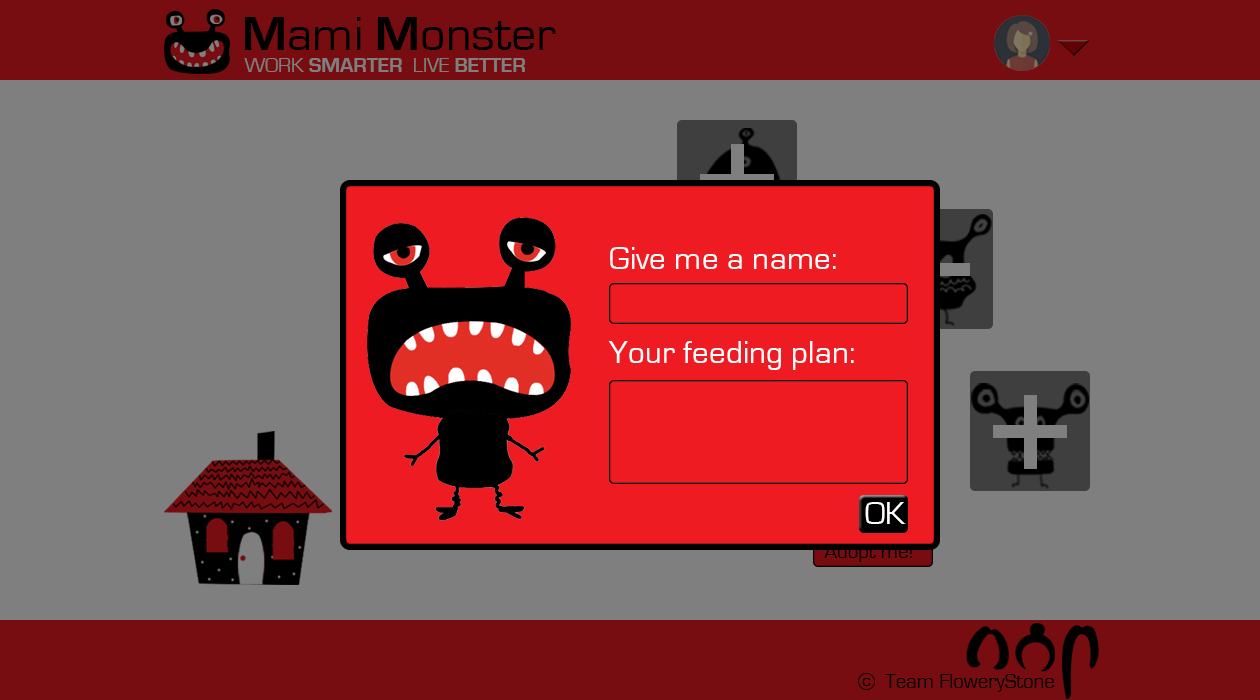 Mami Monster
WORK SMARTER LIVE BETTER
Give me a name:
Your feeding plan:
OK
Adopt me!
© Team FloweryStone